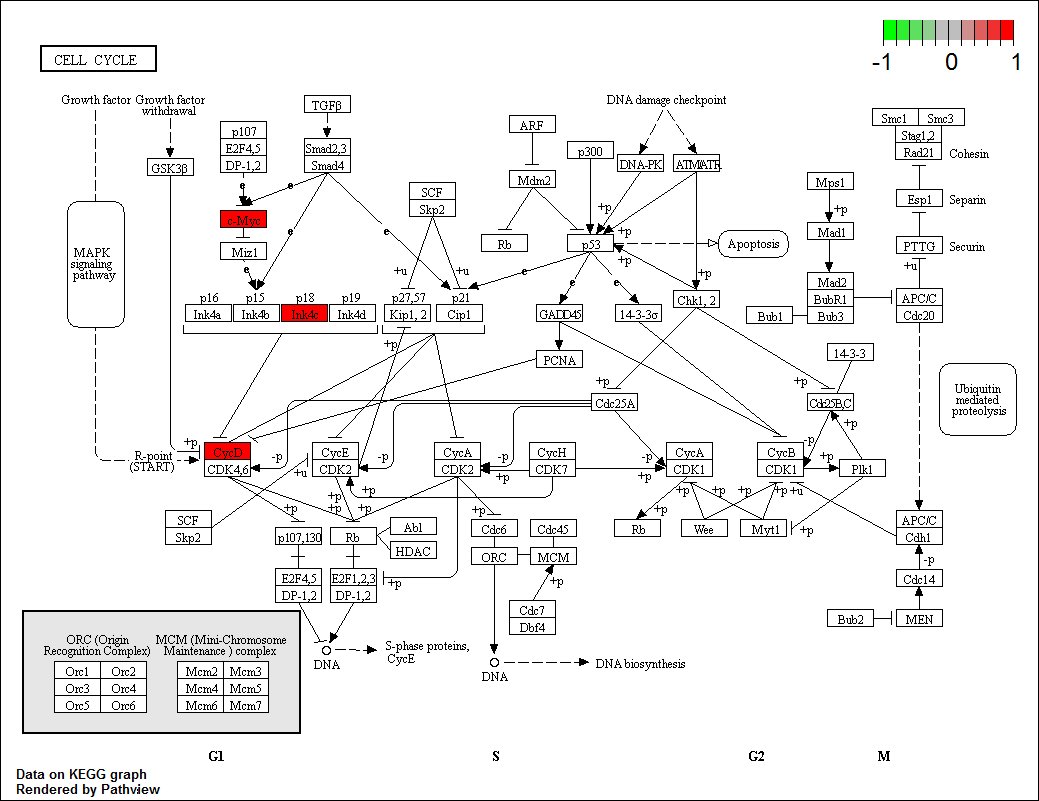 -1 0 1
CELL CYCLE
Growth factor
Growth factor
withdrawal
TGFβ
DNA damage checkpoint
p107
E2F4,5
DP-1,2
Smad2,3
Smad4
ARF
p300
DNA-PK
ATM/ATR
Smc1
Smc3
Stag1,2
Rad21
Cohesin
GSK3β
Mdm2
Mps1
+p
e
e
SCF
Skp2
Esp1
Separin
c-Myc
Miz1
e
e
Rb
p53
+p
+p
+p
Apoptosis
Mad1
PTTG
Securin
MAPK
signaling
pathway
e
+u
+u
e
e
e
+p
Mad2
BubR1
Bub3
Bub1
+u
APC/C
Cdc20
p16
Ink4a
p15
Ink4b
p18
Ink4c
p19
Ink4d
p27,57
Kip1, 2
p21
Cip1
GADD45
14-3-3σ
Chk1, 2
+p
PCNA
14-3-3
+p
Cdc25A
+p
Cdc25B,C
Ubiquitin
mediated
proteolysis
R-point
(START)
+p
CycD
CDK4,6
-p
CycE
CDK2
+u
-p
CycA
CDK2
-p
+p
CycH
CDK7
-p
+p
CycA
CDK1
CycB
CDK1
-p
+p
+p
Plk1
+p
+p
+p
+p
+p
+p
+p
+p
+u
+p
SCF
Skp2
p107,130
Rb
Abl
HDAC
Cdc6
ORC
Cdc45
MCM
Rb
Wee
Myt1
APC/C
Cdh1
E2F4,5
DP-1,2
E2F1,2,3
DP-1,2
+p
+p
-p
Cdc14
Cdc7
Dbf4
Bub2
MEN
ORC (Origin
Recognition Complex)
MCM (Mini-Chromosome
Maintenance ) complex
Orc1 Orc2 Mcm2 Mcm3
Orc3 Orc4 Mcm4 Mcm5
Orc5 Orc6 Mcm6 Mcm7
DNA
S-phase proteins,
CycE
DNA
DNA biosynthesis
G1 S G2 M
Data on KEGG graph
Rendered by Pathview